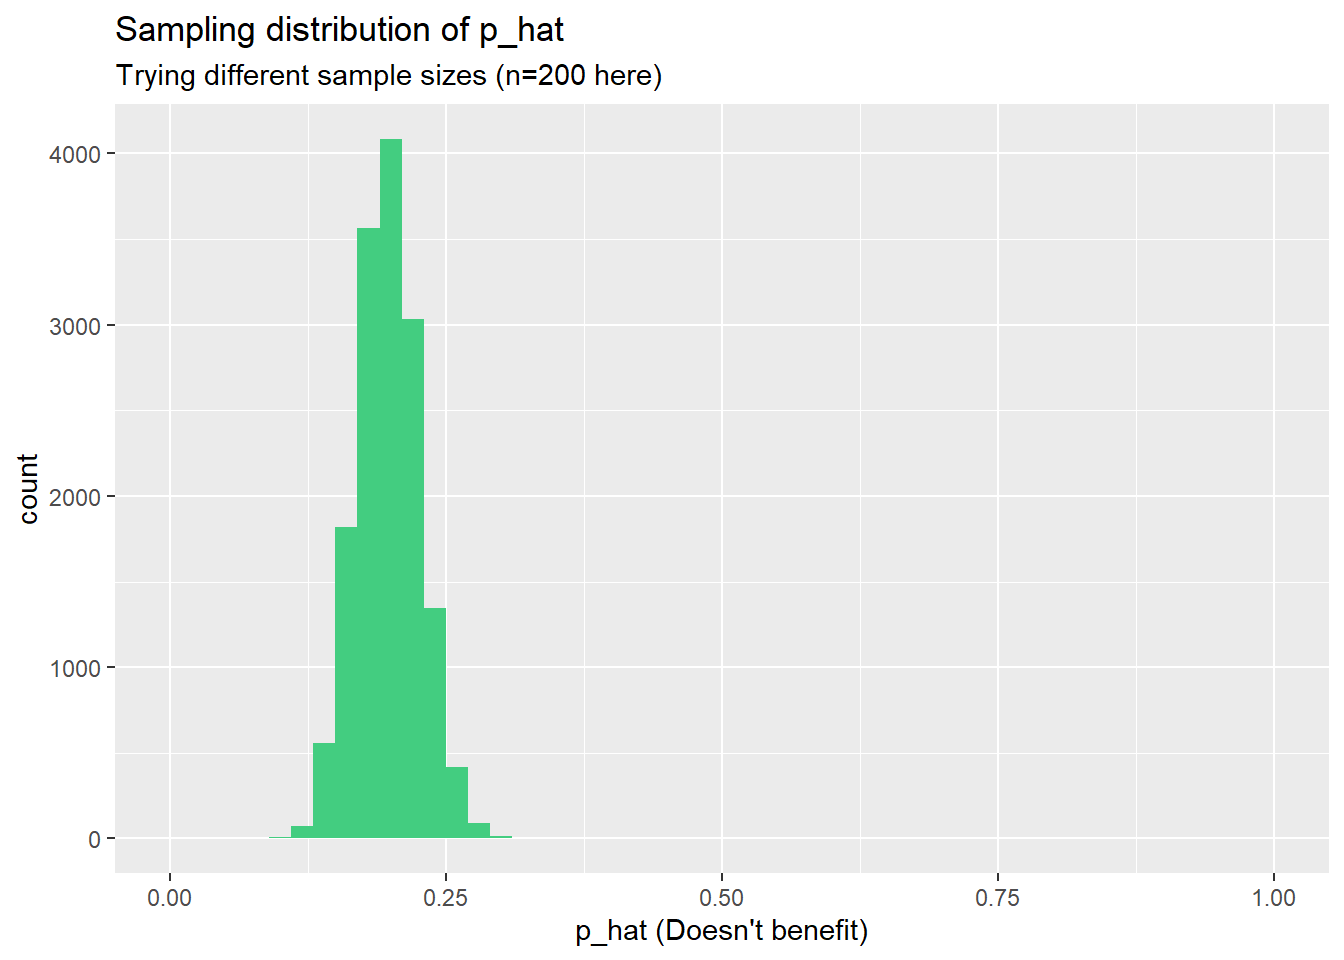 Sampling distribution of p_hat
Trying different sample sizes (n=200 here)
4000
3000
2000
1000
0
count
0.00 0.25 0.50 0.75 1.00
p_hat (Doesn't benefit)